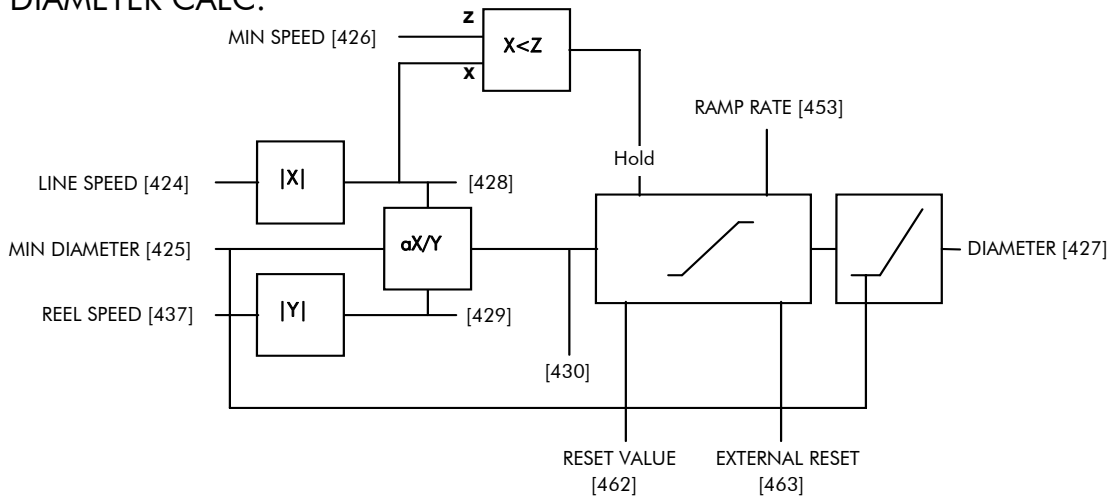 DIAMETER CALC.
MIN SPEED [426]
z
x
X<Z
RAMP RATE [453]
Hold
LINE SPEED [424]
|X|
[428]
MIN DIAMETER [425]
aX/Y
DIAMETER [427]
REEL SPEED [437]
|Y|
[429]
[430]
RESET VALUE
[462]
EXTERNAL RESET
[463]